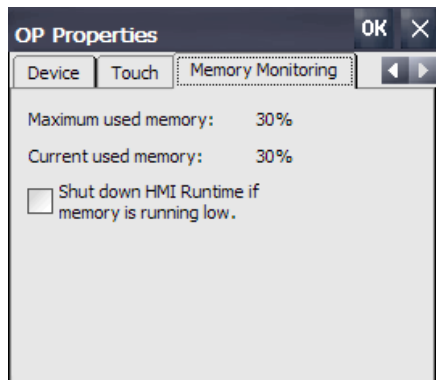 OP Properties OK
Device Touch Memory Monitoring
Maximum used memory: 30%
Current used memory: 30%
Shut down HMI Runtime if
memory is running low.